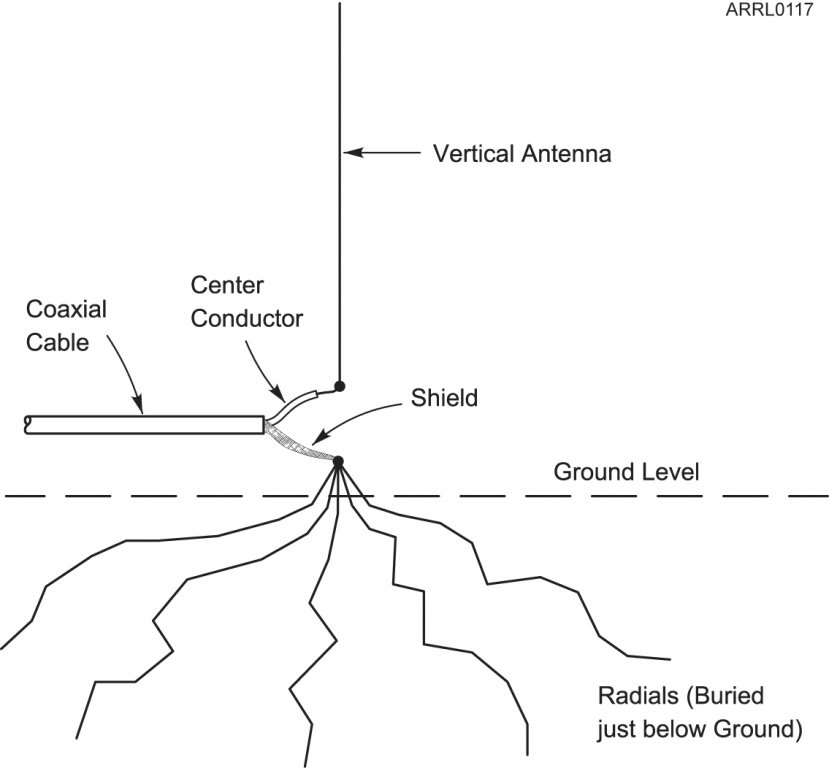 ARRL0117
Vertical Antenna
Center
Conductor
Coaxial
Cable
Shield
Ground Level
Radials (Buried
just below Ground)